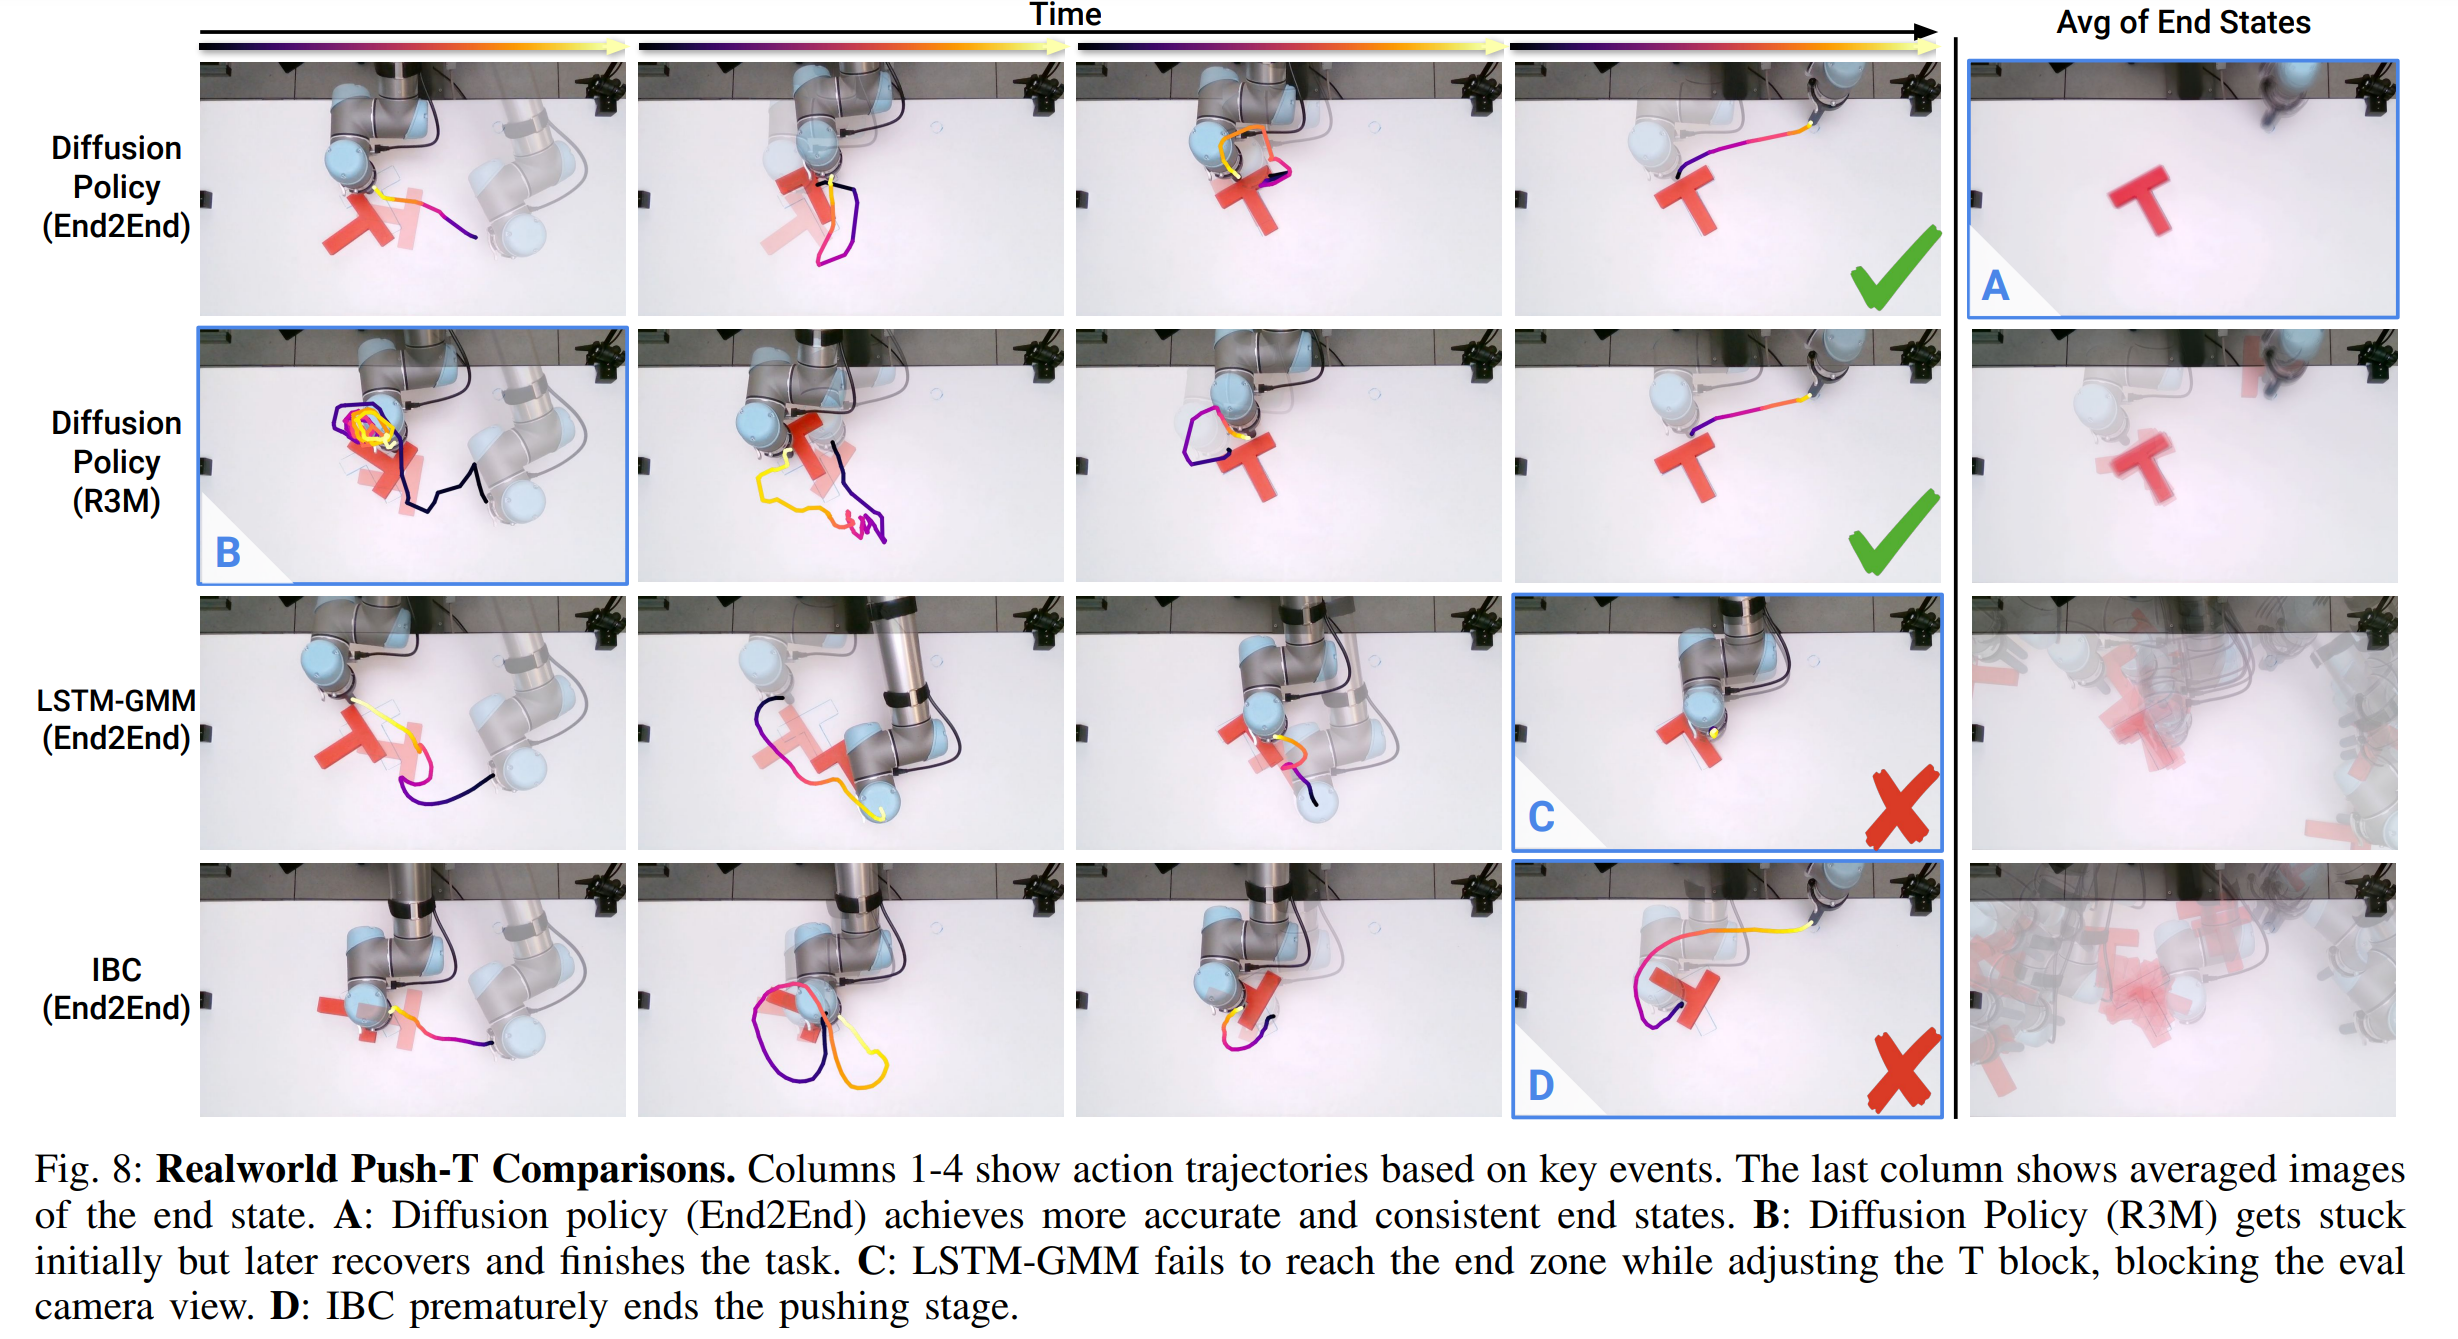 Time
Avg of End States
Diffusion
Policy
(End2End)
A
Diffusion
Policy
(R3M)
B
LSTM-GMM
(End2End)
C
IBC
(End2End)
D
Fig. 8: Realworld Push-T Comparisons. Columns 1-4 show action trajectories based on key events. The last column shows averaged images
of the end state. A: Diffusion policy (End2End) achieves more accurate and consistent end states. B: Diffusion Policy (R3M) gets stuck
initially but later recovers and finishes the task. C: LSTM-GMM fails to reach the end zone while adjusting the T block, blocking the eval
camera view. D: IBC prematurely ends the pushing stage.